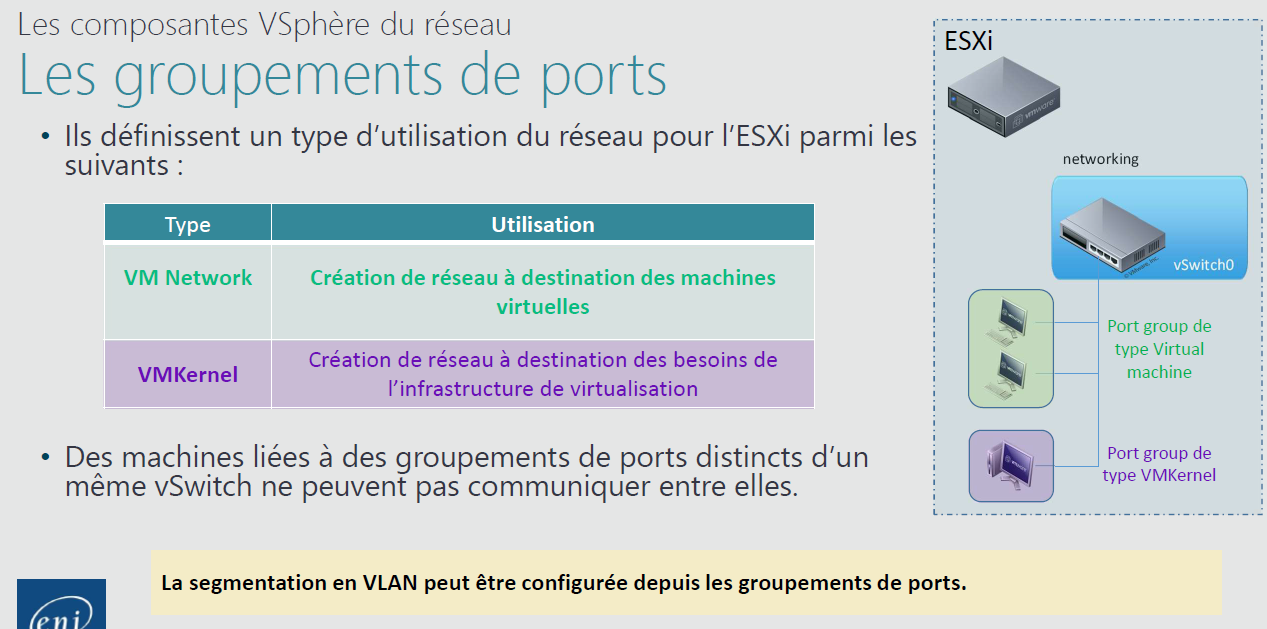 Les composantes VSphère du réseau
Les groupements de ports
• Ils définissent un type d’utilisation du réseau pour l’ESXi parmi les
suivants :
Type Utilisation
VM Network Création de réseau à destination des machines
virtuelles
VMKernel Création de réseau à destination des besoins de
l’infrastructure de virtualisation
• Des machines liées à des groupements de ports distincts d’un
même vSwitch ne peuvent pas communiquer entre elles.
La segmentation en VLAN peut être configurée depuis les groupements de ports.
eni
ESXi
vmware
networking
© VMware, Inc.
vSwitch0
Port group de
type Virtual
machine
Port group de
type VMKernel